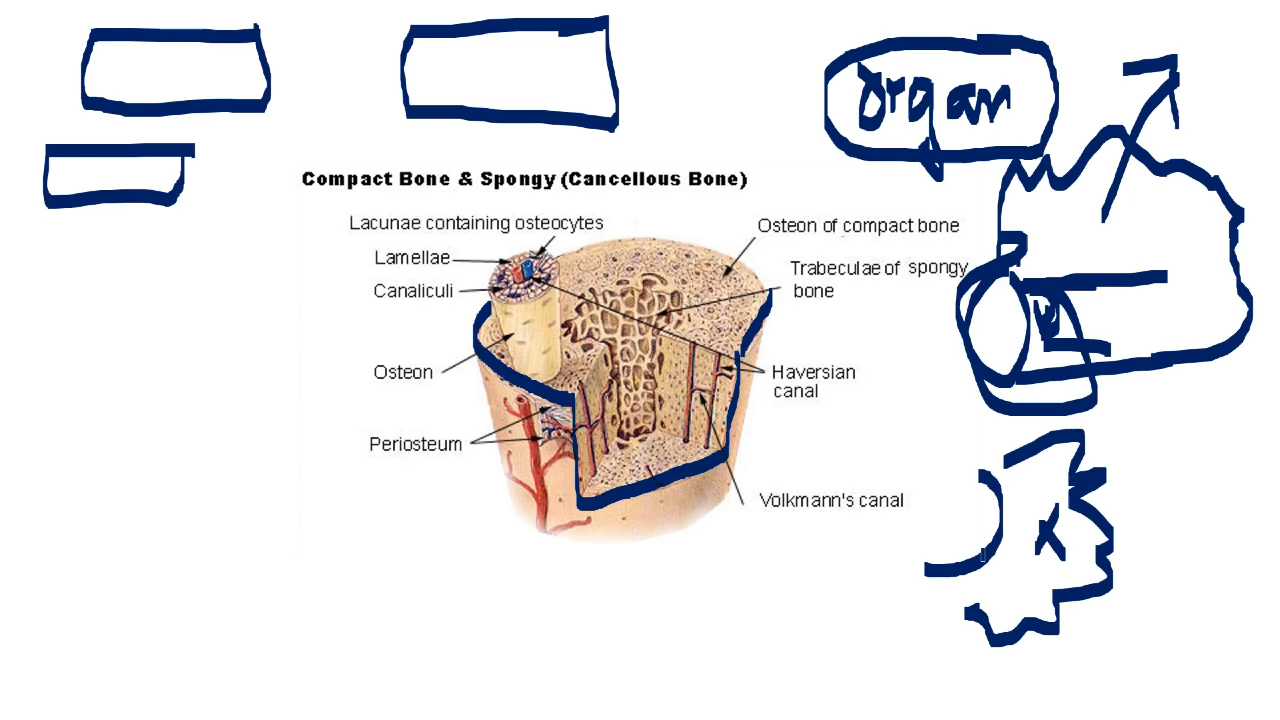 organ
Compact Bone & Spongy (Cancellous Bone)
Lacunae containing osteocytes
Osteon of compact bone
Lamellae
Trabeculae of spongy
bone
Canaliculi
Osteon
Haversian
canal
Periosteum
Volkmann's canal